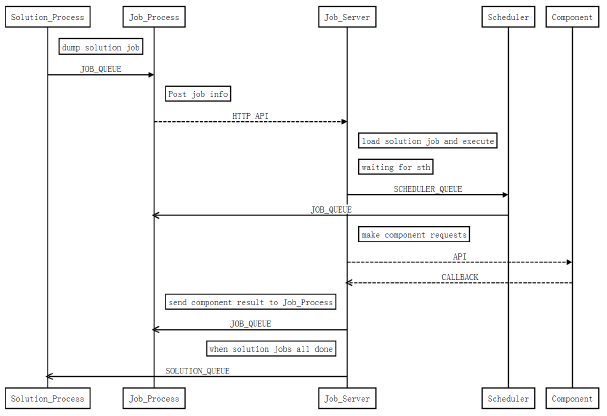 Solution_Process Job_Process Job_Server Scheduler Component
dump solution job
JOB_QUEUE
Post job info
HTTP API
load solution job and execute
waiting for sth
SCHEDULER_QUEUE
JOB_QUEUE
make component requests
API
CALLBACK
send component result to Job_Process
JOB_QUEUE
when solution jobs all done
SOLUTION_QUEUE
Solution_Process Job_Process Job_Server Scheduler Component